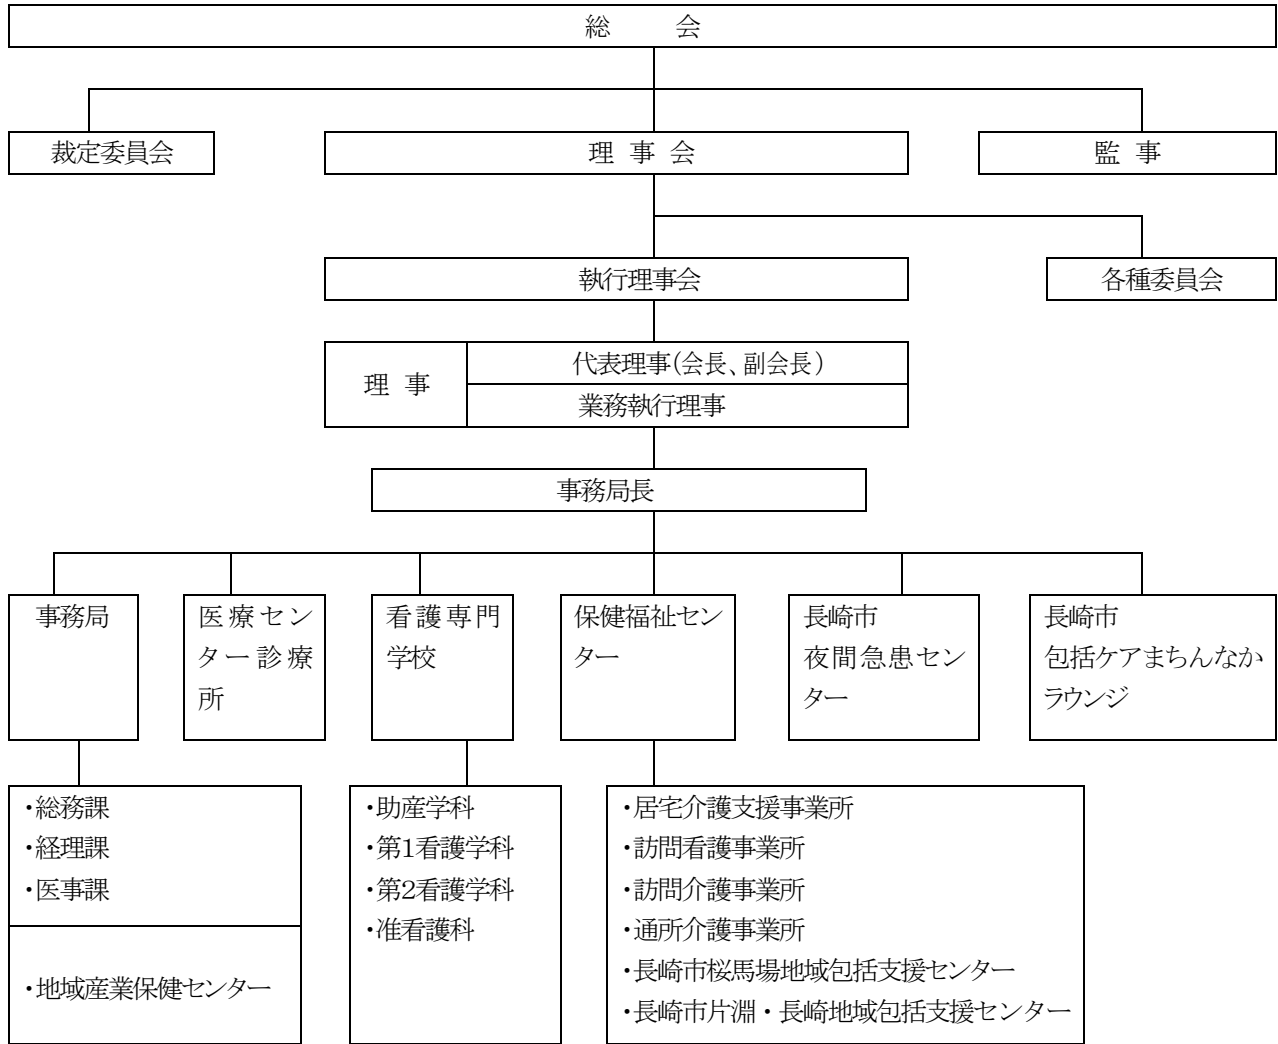 総　　会
裁定委員会
理 事 会
監 事
執行理事会
各種委員会
理 事
代表理事(会長、副会長)
業務執行理事
事務局長
事務局
医療セン
ター診療
所
看護専門
学校
保健福祉セン
ター
長崎市
夜間急患セン
ター
長崎市
包括ケアまちんなか
ラウンジ
・総務課
・経理課
・医事課
・地域産業保健センター
・助産学科
・第1看護学科
・第2看護学科
・准看護科
・居宅介護支援事業所
・訪問看護事業所
・訪問介護事業所
・通所介護事業所
・長崎市桜馬場地域包括支援センター
・長崎市片淵・長崎地域包括支援センター